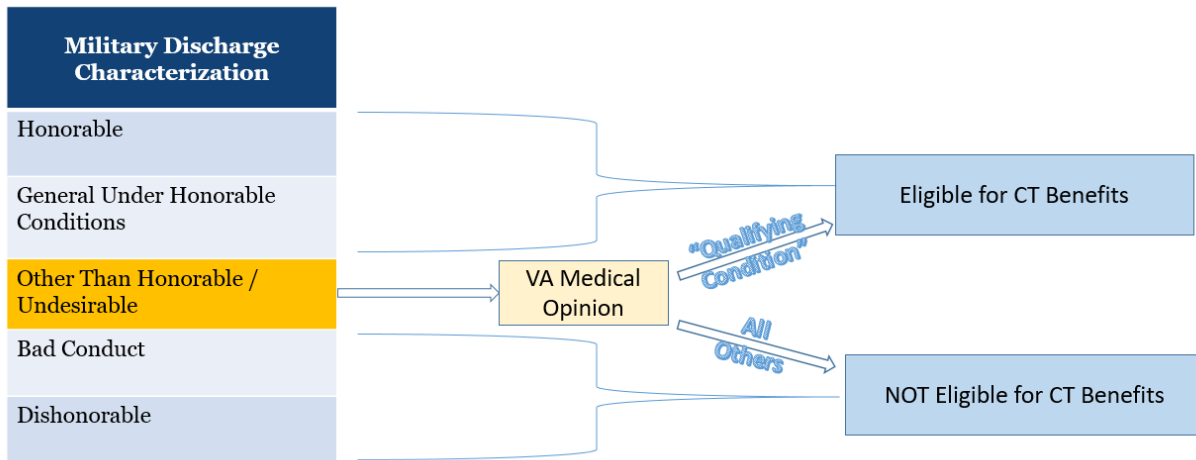 Military Discharge
Characterization
Honorable
General Under Honorable
Conditions
Other Than Honorable /
Undesirable
Bad Conduct
Dishonorable
VA Medical
Opinion
“Qualifying
Condition”
All
Others
Eligible for CT Benefits
NOT Eligible for CT Benefits